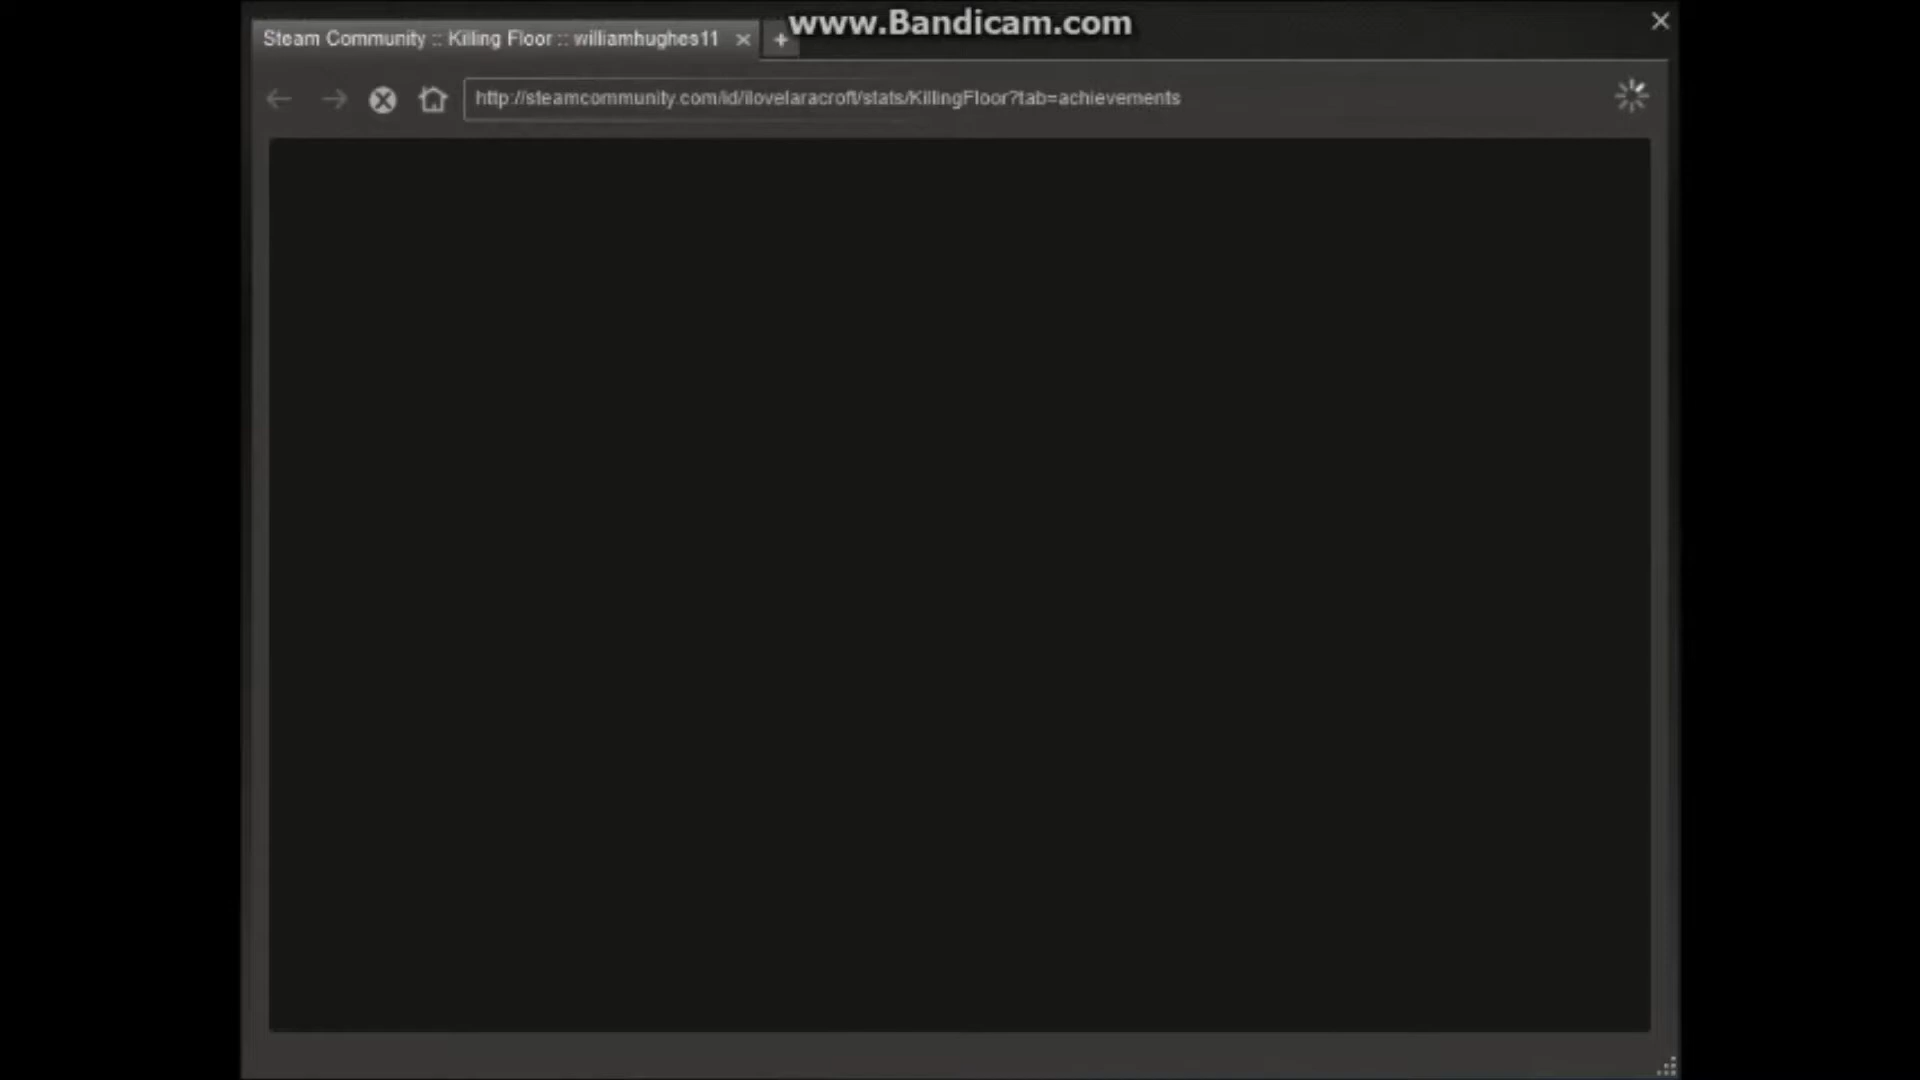 www.Bandicam.com
Steam Community :: Killing Floor :: williamhughes11
http://steamcommunity.com/id/ilovelaracroft/stats/KillingFloor?tab=achievements